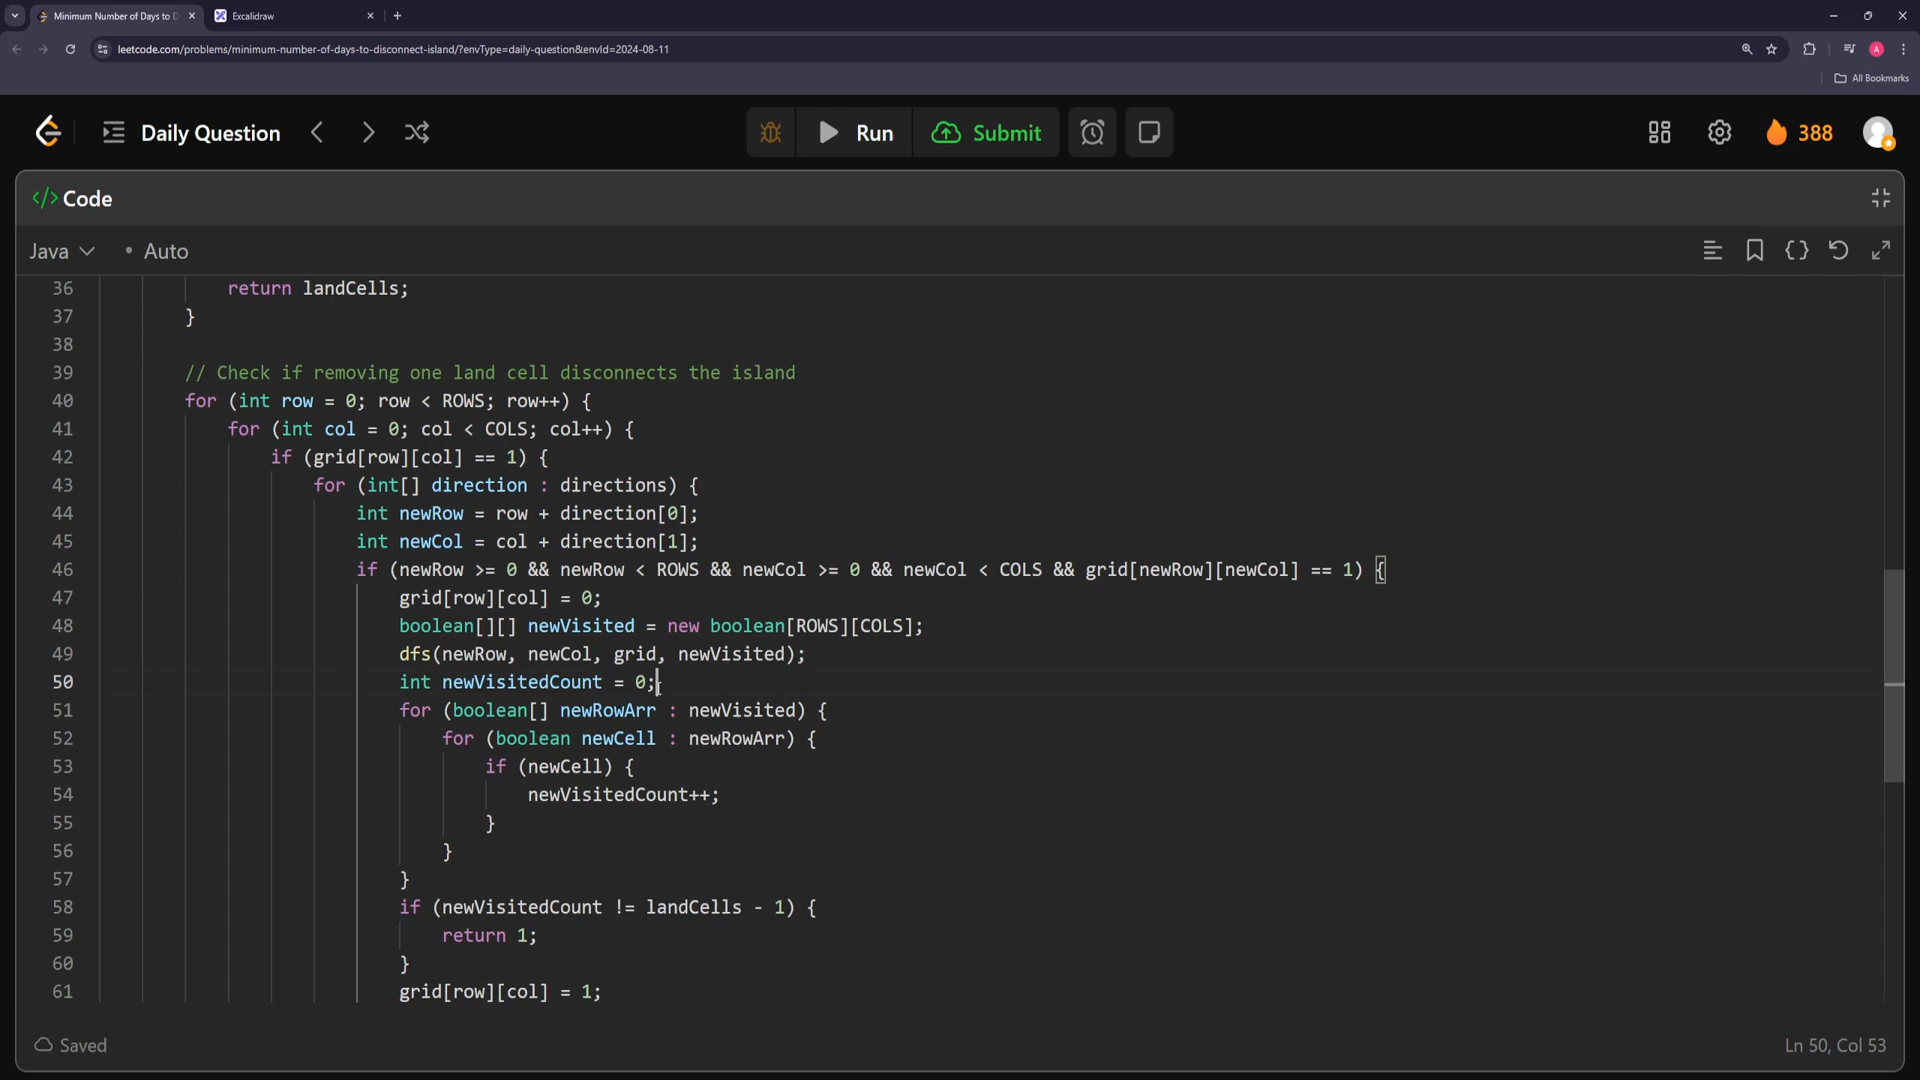 Minimum Number of Days to D
Excalidraw
leetcode.com/problems/minimum-number-of-days-to-disconnect-island/?envType=daily-question&envId=2024-08-11
A
All Bookmarks
Daily Question
Run
Submit
388
</> Code
Java
• Auto
36 return landCells;
37 }
38
39 // Check if removing one land cell disconnects the island
40 for (int row = 0; row < ROWS; row++) {
41 for (int col = 0; col < COLS; col++) {
42 if (grid[row][col] == 1) {
43 for (int[] direction : directions) {
44 int newRow = row + direction[0];
45 int newCol = col + direction[1];
46 if (newRow >= 0 && newRow < ROWS && newCol >= 0 && newCol < COLS && grid[newRow][newCol] == 1) {
47 grid[row][col] = 0;
48 boolean[][] newVisited = new boolean[ROWS][COLS];
49 dfs(newRow, newCol, grid, newVisited);
50 int newVisitedCount = 0;
51 for (boolean[] newRowArr : newVisited) {
52 for (boolean newCell : newRowArr) {
53 if (newCell) {
54 newVisitedCount++;
55 }
56 }
57 }
58 if (newVisitedCount != landCells - 1) {
59 return 1;
60 }
61 grid[row][col] = 1;
Saved
Ln 50, Col 53